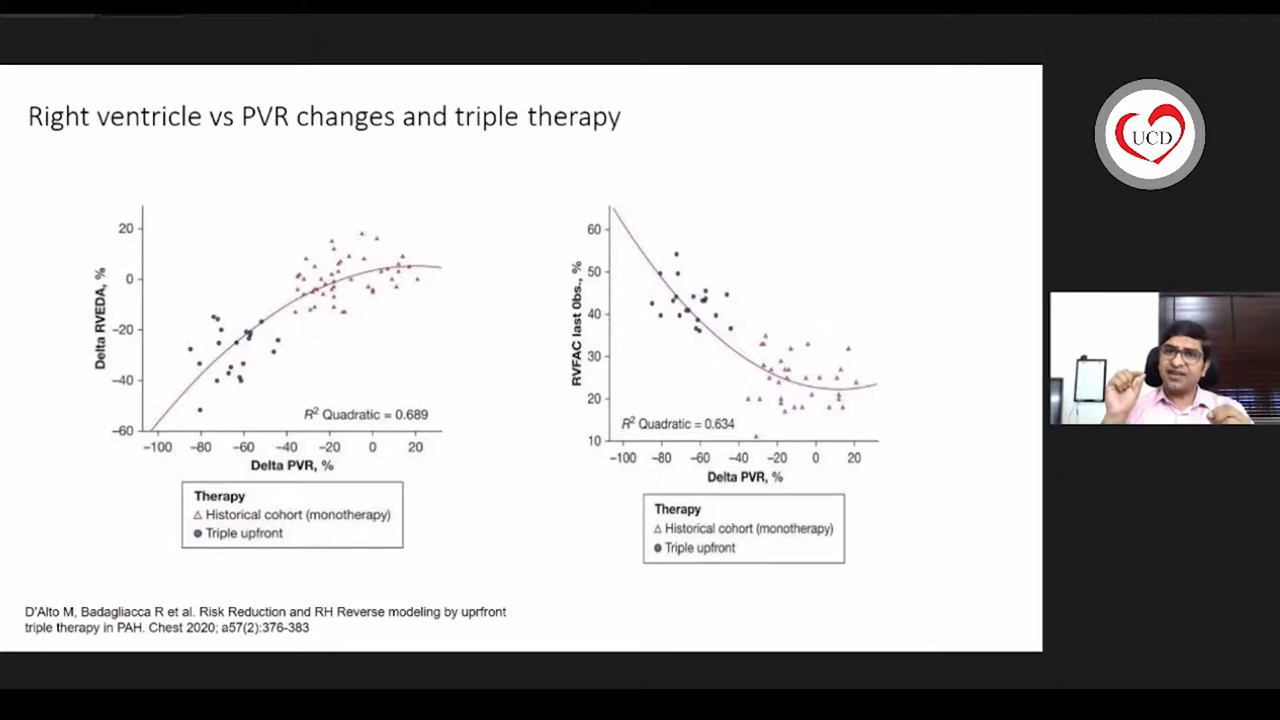 Right ventricle vs PVR changes and triple therapy
UCD
20
0
−20
−40
−60
Delta RVEDA, %
R² Quadratic = 0.689
−100 −80 −60 −40 −20 0 20
Delta PVR, %
Therapy
△ Historical cohort (monotherapy)
● Triple upfront
60
50
40
30
20
10
RVFAC last 0bs., %
R² Quadratic = 0.634
−100 −80 −60 −40 −20 0 20
Delta PVR, %
Therapy
△ Historical cohort (monotherapy)
● Triple upfront
D'Alto M, Badagliacca R et al. Risk Reduction and RH Reverse modeling by uprfront
triple therapy in PAH. Chest 2020; a57(2):376-383